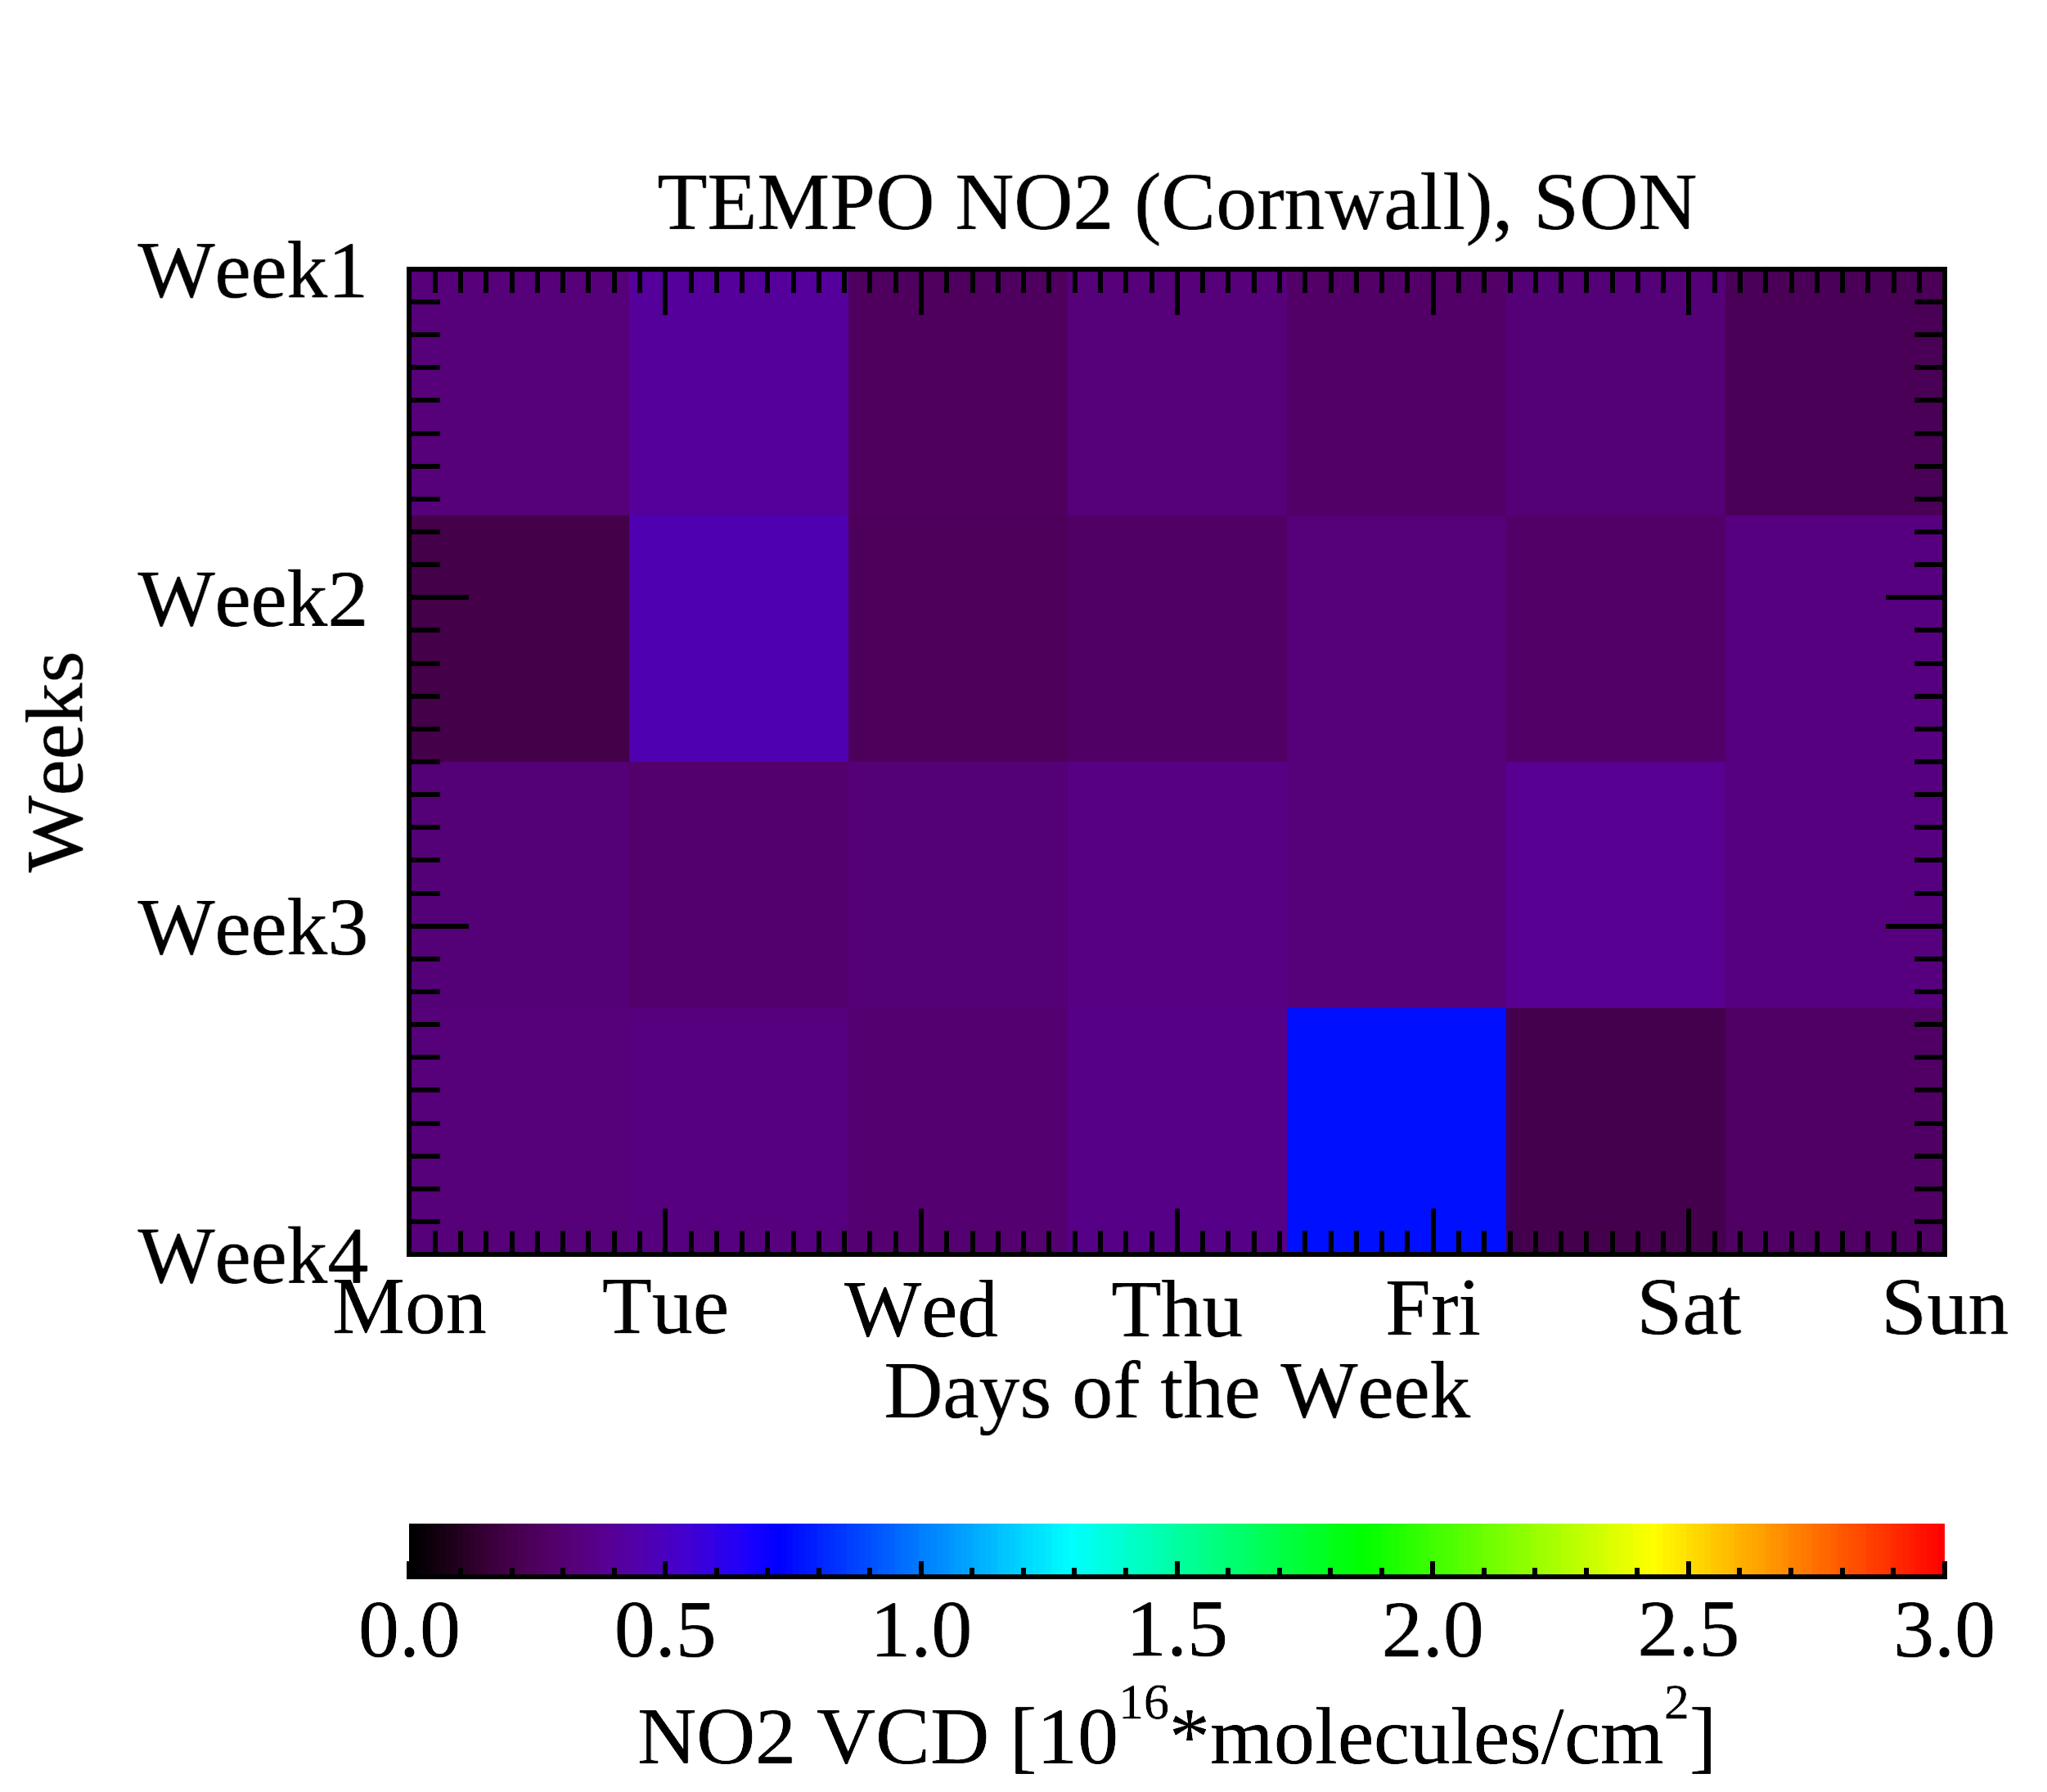 TEMPO NO2 (Cornwall), SON
Week1
Week2
Week3
Week4
Weeks
Mon Tue Wed Thu Fri Sat Sun
Days of the Week
0.0 0.5 1.0 1.5 2.0 2.5 3.0
NO2 VCD [10^16*molecules/cm^2]